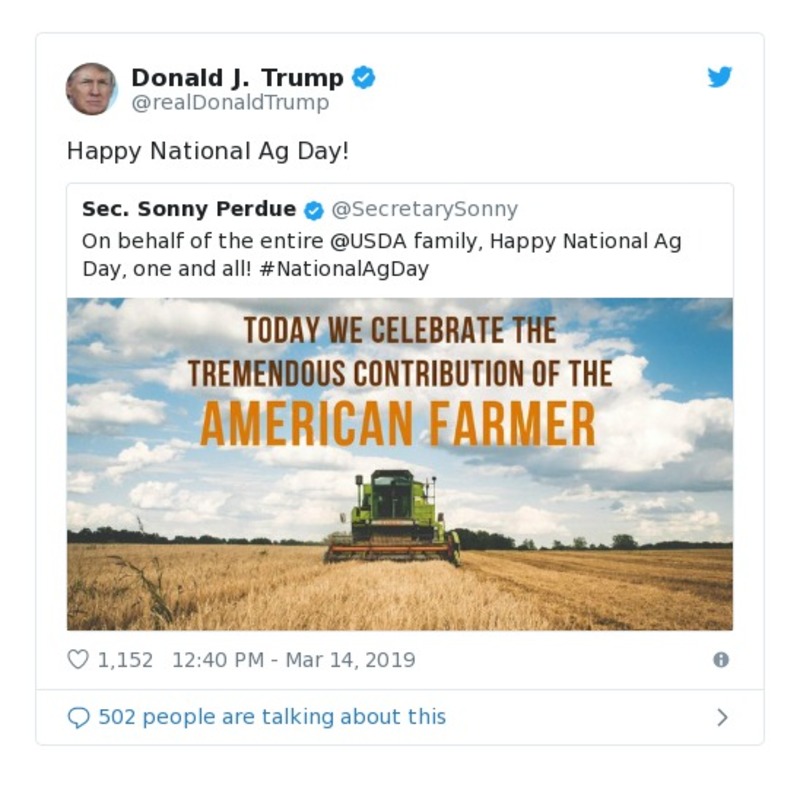 Donald J. Trump
@realDonaldTrump
Happy National Ag Day!
Sec. Sonny Perdue @SecretarySonny
On behalf of the entire @USDA family, Happy National Ag
Day, one and all! #NationalAgDay
TODAY WE CELEBRATE THE
TREMENDOUS CONTRIBUTION OF THE
AMERICAN FARMER
1,152 12:40 PM - Mar 14, 2019
502 people are talking about this